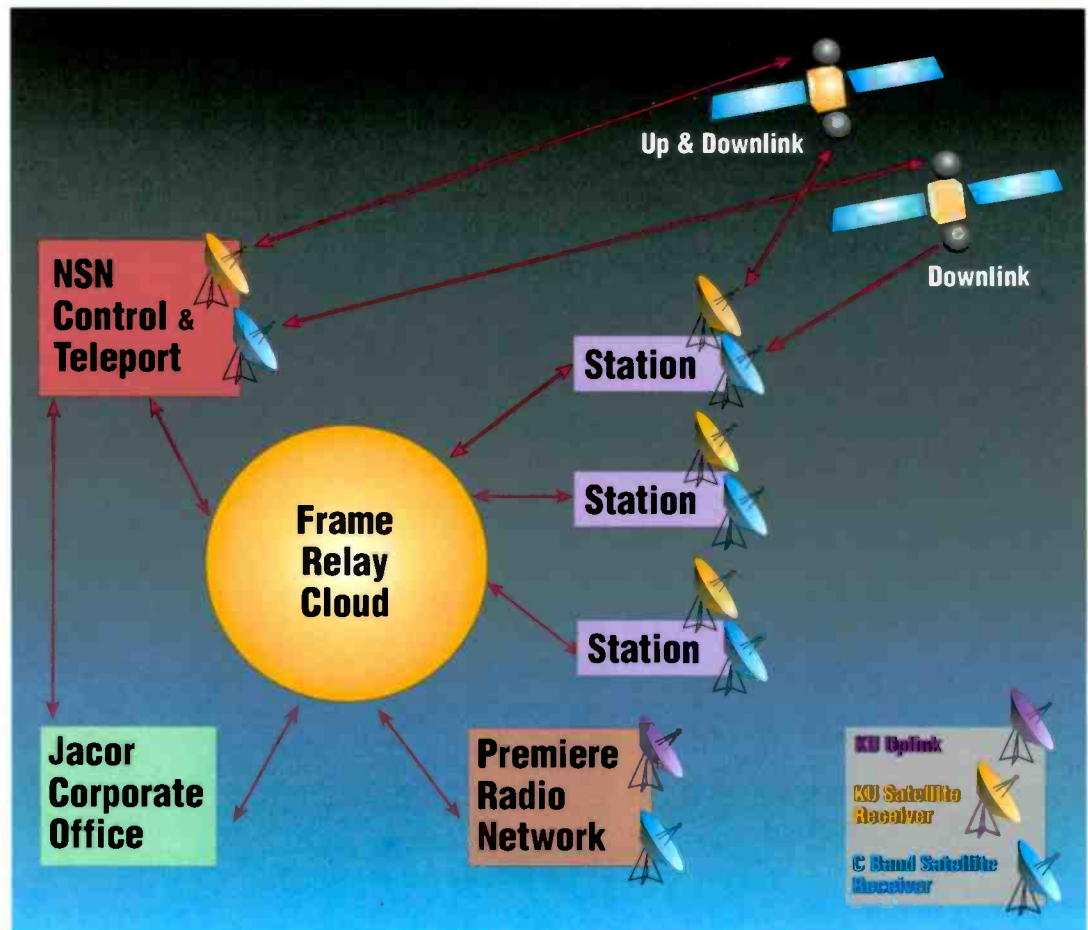 Up & Downlink
Downlink
NSN
Control &
Teleport
Station
Station
Station
Frame
Relay
Cloud
Jacor
Corporate
Office
Premiere
Radio
Network
KU Uplink
KU Satellite
Receiver
C Band Satellite
Receiver